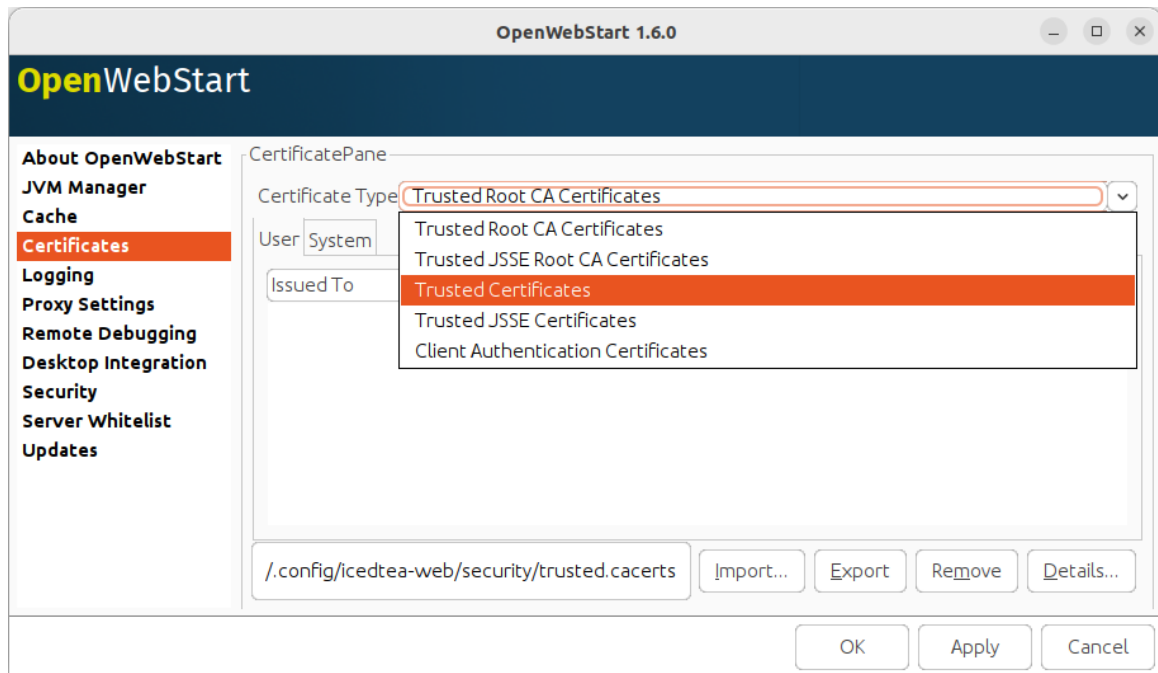 OpenWebStart 1.6.0
OpenWebStart
About OpenWebStart
JVM Manager
Cache
Certificates
Logging
Proxy Settings
Remote Debugging
Desktop Integration
Security
Server Whitelist
Updates
CertificatePane
Certificate Type Trusted Root CA Certificates
Trusted Root CA Certificates
Trusted JSSE Root CA Certificates
Trusted Certificates
Trusted JSSE Certificates
Client Authentication Certificates
User System
Issued To
/.config/icedtea-web/security/trusted.cacerts Import... Export Remove Details...
OK Apply Cancel